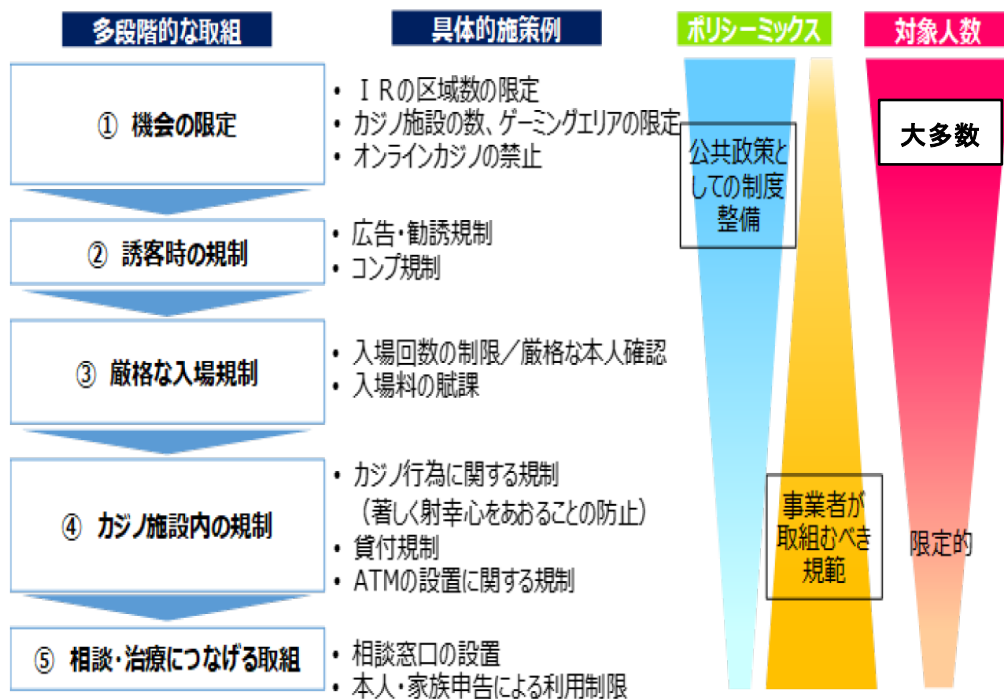 多段階的な取組
具体的施策例
ポリシーミックス
対象人数
① 機会の限定
・ ＩＲの区域数の限定
・ カジノ施設の数、ゲーミングエリアの限定
・ オンラインカジノの禁止
公共政策と
しての制度
整備
大多数
② 誘客時の規制
・ 広告・勧誘規制
・ コンプ規制
③ 厳格な入場規制
・ 入場回数の制限／厳格な本人確認
・ 入場料の賦課
④ カジノ施設内の規制
・ カジノ行為に関する規制
（著しく射幸心をあおることの防止）
・ 貸付規制
・ ATMの設置に関する規制
事業者が
取組むべき
規範
限定的
⑤ 相談・治療につなげる取組
・ 相談窓口の設置
・ 本人・家族申告による利用制限